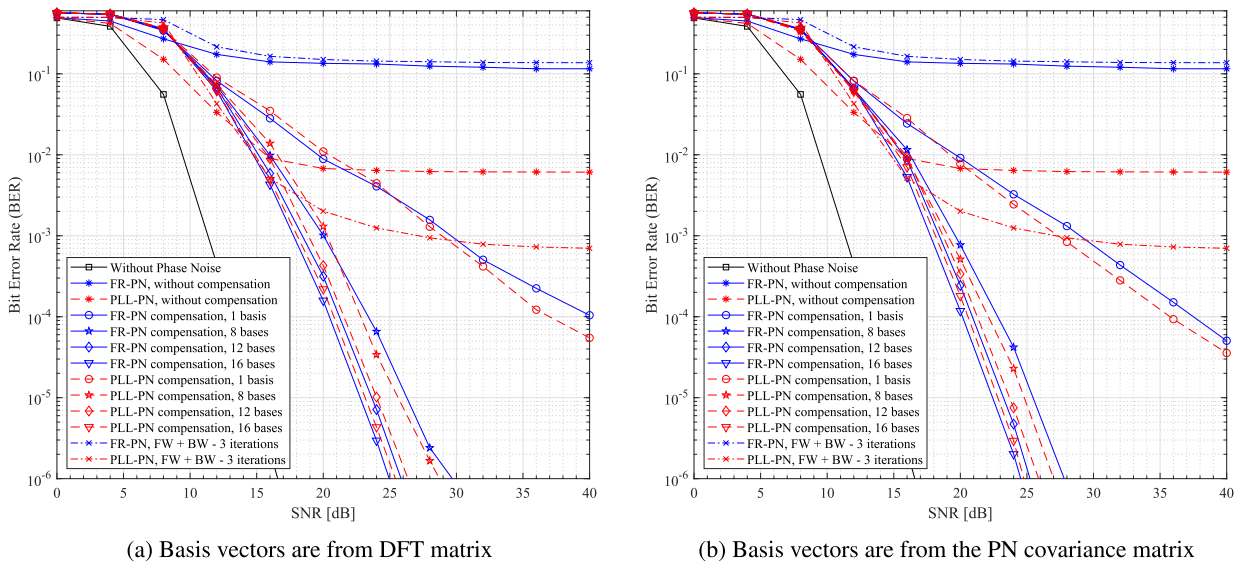 10^-1
10^-2
10^-3
10^-4
10^-5
10^-6
Bit Error Rate (BER)
Without Phase Noise
FR-PN, without compensation
PLL-PN, without compensation
FR-PN compensation, 1 basis
FR-PN compensation, 8 bases
FR-PN compensation, 12 bases
FR-PN compensation, 16 bases
PLL-PN compensation, 1 basis
PLL-PN compensation, 8 bases
PLL-PN compensation, 12 bases
PLL-PN compensation, 16 bases
FR-PN, FW + BW - 3 iterations
PLL-PN, FW + BW - 3 iterations
0 5 10 15 20 25 30 35 40
SNR [dB]
(a) Basis vectors are from DFT matrix
10^-1
10^-2
10^-3
10^-4
10^-5
10^-6
Bit Error Rate (BER)
Without Phase Noise
FR-PN, without compensation
PLL-PN, without compensation
FR-PN compensation, 1 basis
FR-PN compensation, 8 bases
FR-PN compensation, 12 bases
FR-PN compensation, 16 bases
PLL-PN compensation, 1 basis
PLL-PN compensation, 8 bases
PLL-PN compensation, 12 bases
PLL-PN compensation, 16 bases
FR-PN, FW + BW - 3 iterations
PLL-PN, FW + BW - 3 iterations
0 5 10 15 20 25 30 35 40
SNR [dB]
(b) Basis vectors are from the PN covariance matrix